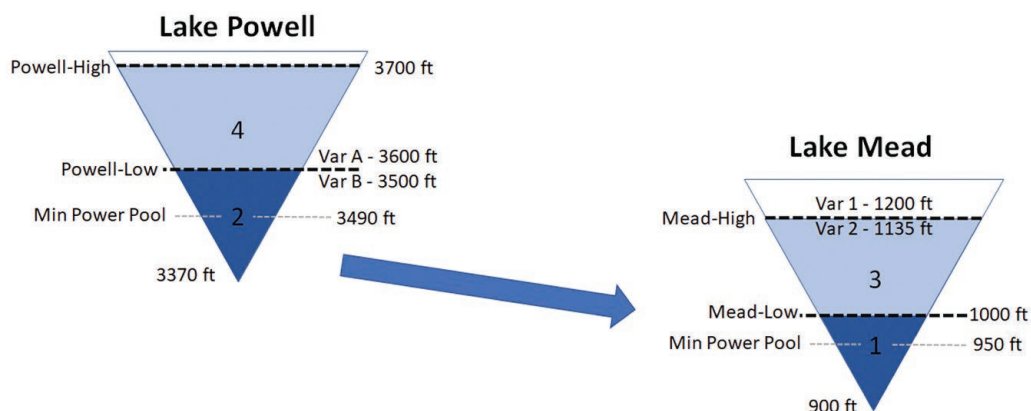 Lake Powell
Powell-High
3700 ft
4
Powell-Low
Var A - 3600 ft
Var B - 3500 ft
Min Power Pool
2
3490 ft
3370 ft
Lake Mead
Mead-High
Var 1 - 1200 ft
Var 2 - 1135 ft
3
Mead-Low
1000 ft
Min Power Pool
1
950 ft
900 ft